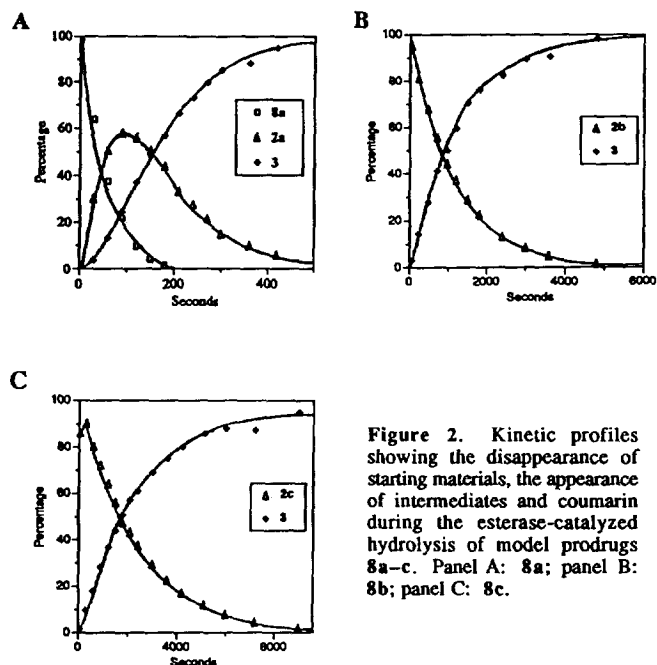 A
Percentage
100
80
60
40
20
0
0
200
400
Seconds
8a
2a
3
B
Percentage
100
80
60
40
20
0
0
2000
4000
6000
Seconds
2b
3
C
Percentage
100
80
60
40
20
0
0
4000
8000
Seconds
2c
3
Figure 2. Kinetic profiles
showing the disappearance of
starting materials, the appearance
of intermediates and coumarin
during the esterase-catalyzed
hydrolysis of model prodrugs
8a–c. Panel A: 8a; panel B:
8b; panel C: 8c.